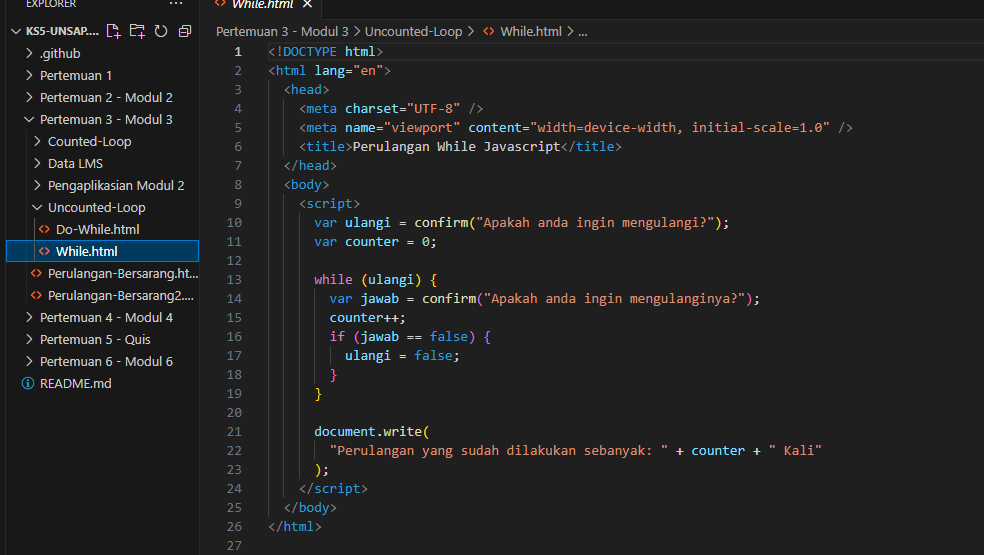 EXPLORER ...
While.html ×
KS5-UNSAP....
.github
Pertemuan 1
Pertemuan 2 - Modul 2
Pertemuan 3 - Modul 3
Counted-Loop
Data LMS
Pengaplikasian Modul 2
Uncounted-Loop
Do-While.html
While.html
Perulangan-Bersarang.ht...
Perulangan-Bersarang2....
Pertemuan 4 - Modul 4
Pertemuan 5 - Quis
Pertemuan 6 - Modul 6
README.md
Pertemuan 3 - Modul 3 > Uncounted-Loop > <> While.html > ...
1 <!DOCTYPE html>
2 <html lang="en">
3 <head>
4 <meta charset="UTF-8" />
5 <meta name="viewport" content="width=device-width, initial-scale=1.0" />
6 <title>Perulangan While Javascript</title>
7 </head>
8 <body>
9 <script>
10 var ulangi = confirm("Apakah anda ingin mengulangi?");
11 var counter = 0;
12
13 while (ulangi) {
14 var jawab = confirm("Apakah anda ingin mengulanginya?");
15 counter++;
16 if (jawab == false) {
17 ulangi = false;
18 }
19 }
20
21 document.write(
22 "Perulangan yang sudah dilakukan sebanyak: " + counter + " Kali"
23 );
24 </script>
25 </body>
26 </html>
27